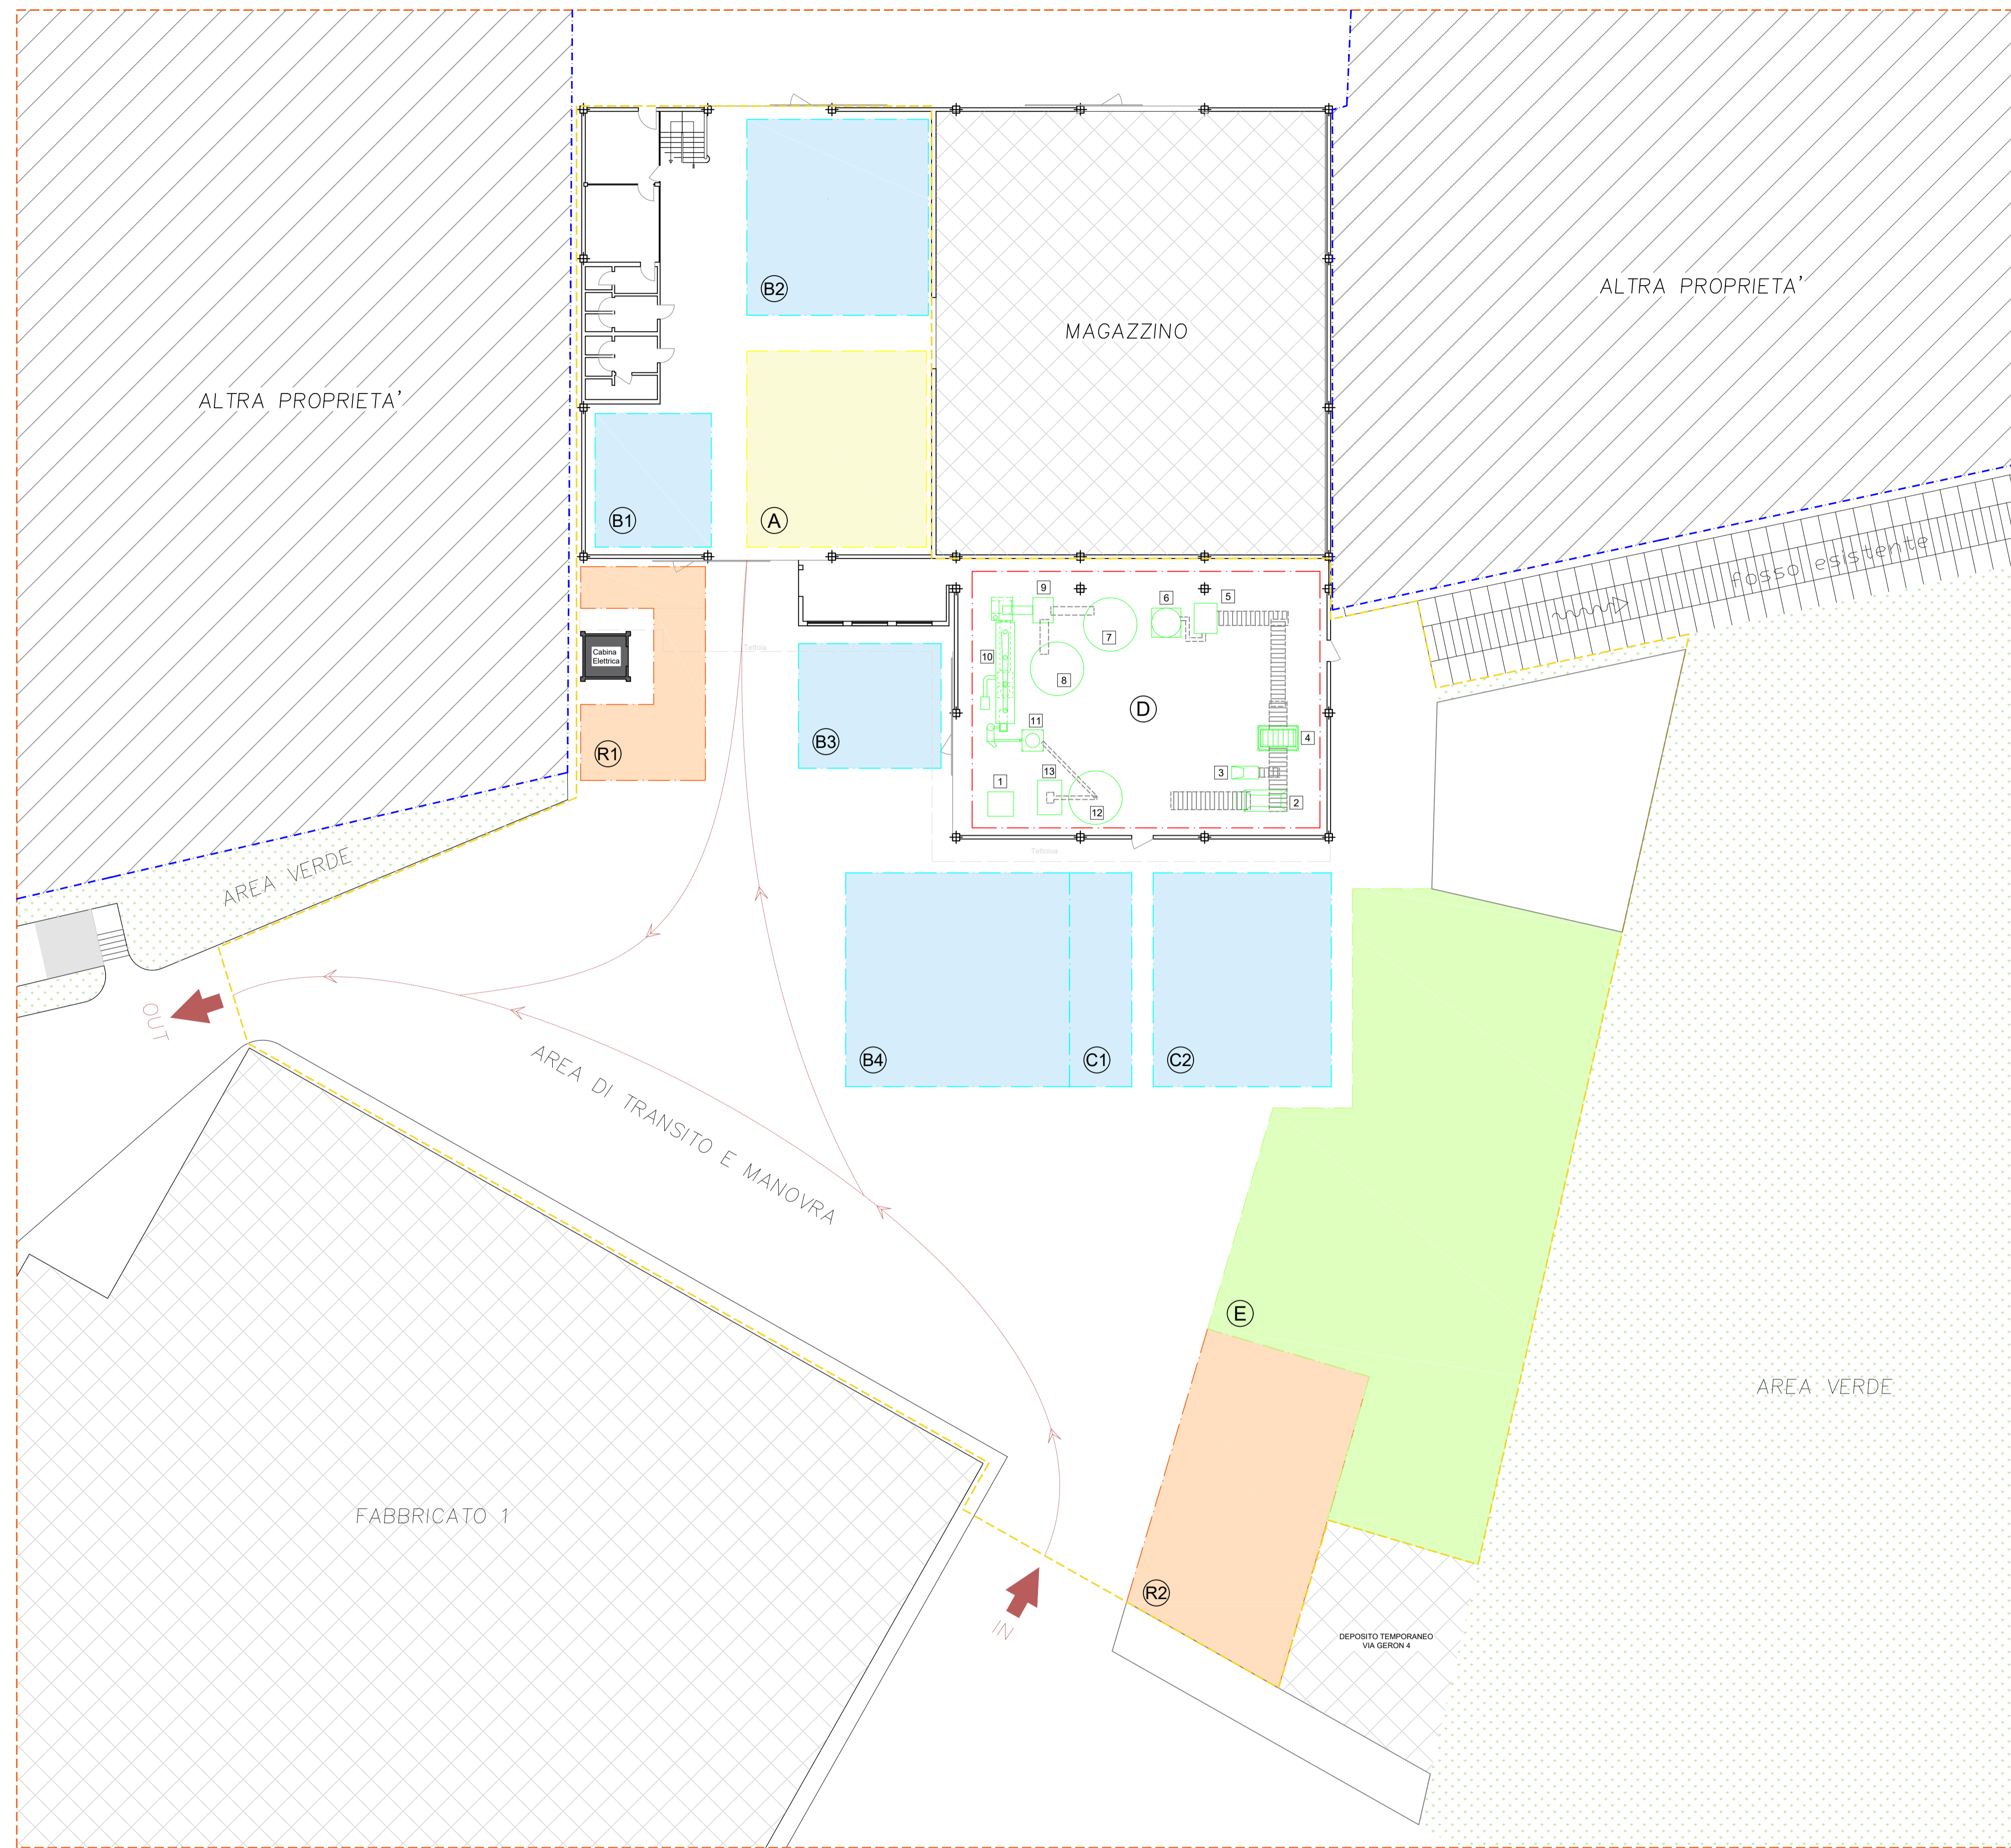 ALTRA PROPRIETA'
B2
MAGAZZINO
ALTRA PROPRIETA'
B1
A
fosso esistente
Cabina
Elettrica
Tettoia
9
6
5
7
10
8
D
R1
B3
11
4
13
3
1
2
12
Tettoioa
AREA VERDE
OUT
B4
C1
C2
AREA DI TRANSITO E MANOVRA
E
AREA VERDE
FABBRICATO 1
R2
IN
DEPOSITO TEMPORANEO
VIA GERON 4